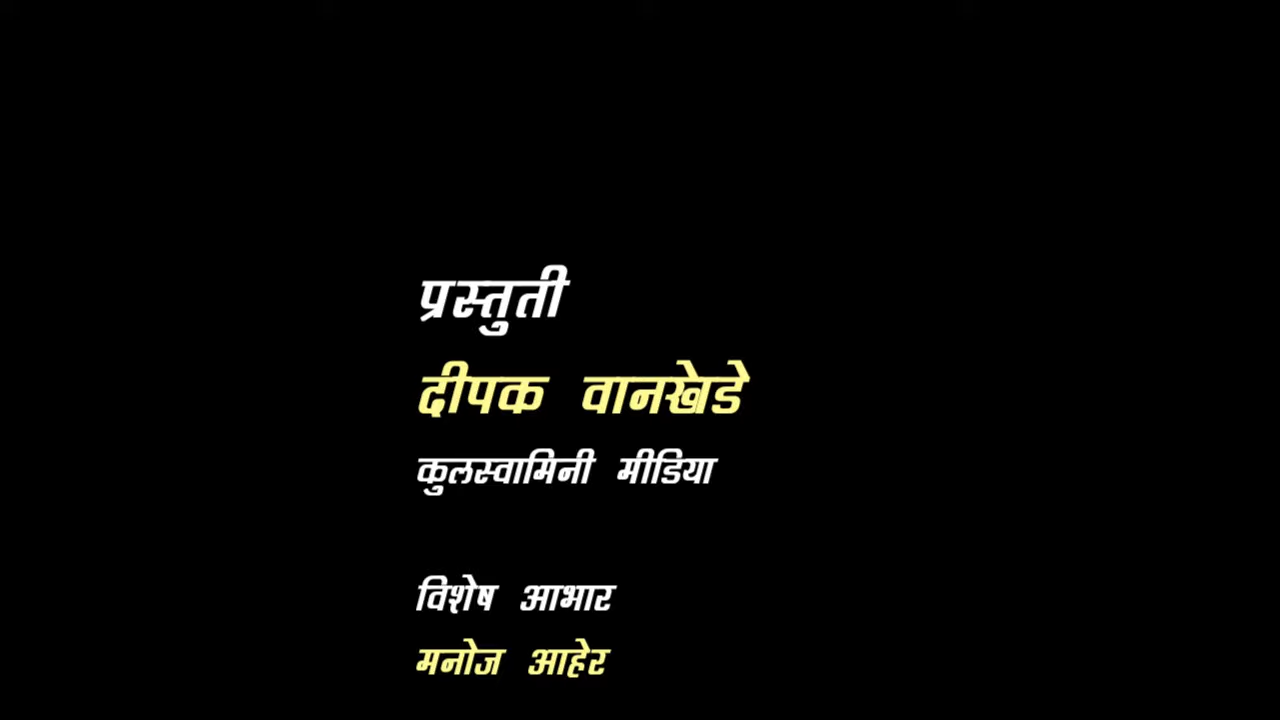 प्रस्तुती
दीपक वानखेडे
कुलस्वामिनी मीडिया
विशेष आभार
मनोज आहेर